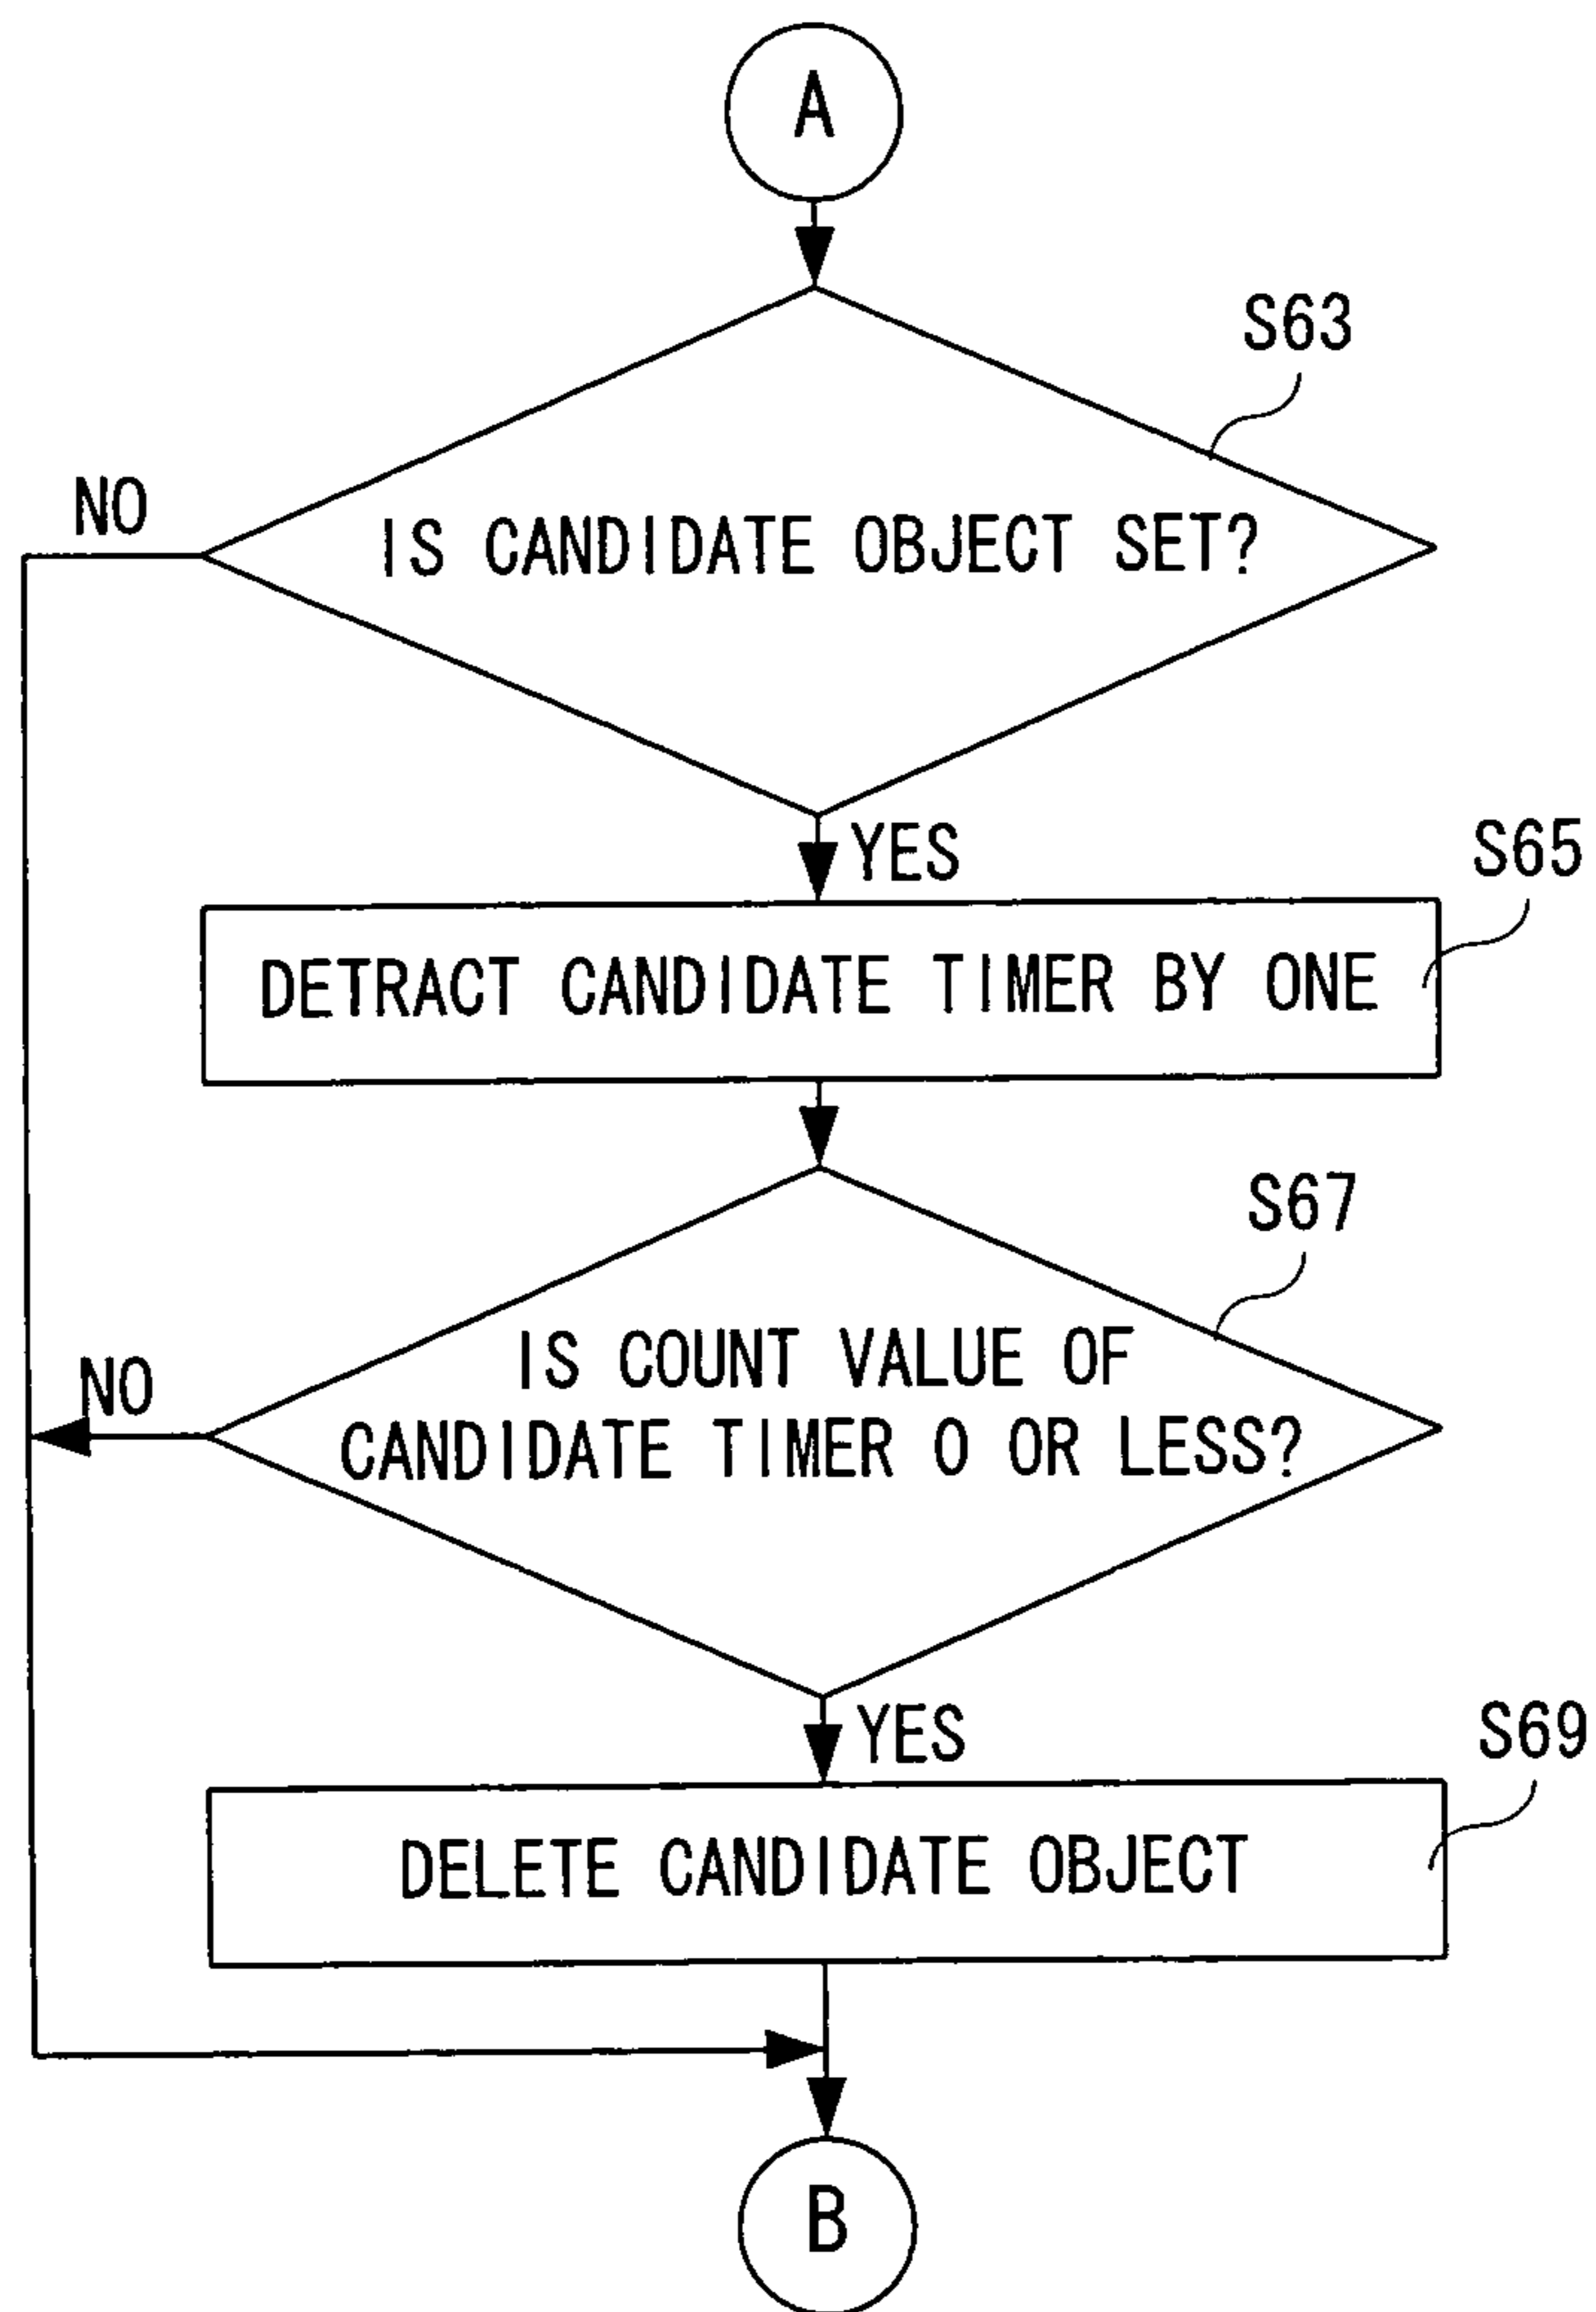 A
S63
NO
IS CANDIDATE OBJECT SET?
YES
S65
DETRACT CANDIDATE TIMER BY ONE
S67
IS COUNT VALUE OF
CANDIDATE TIMER 0 OR LESS?
NO
YES
S69
DELETE CANDIDATE OBJECT
B